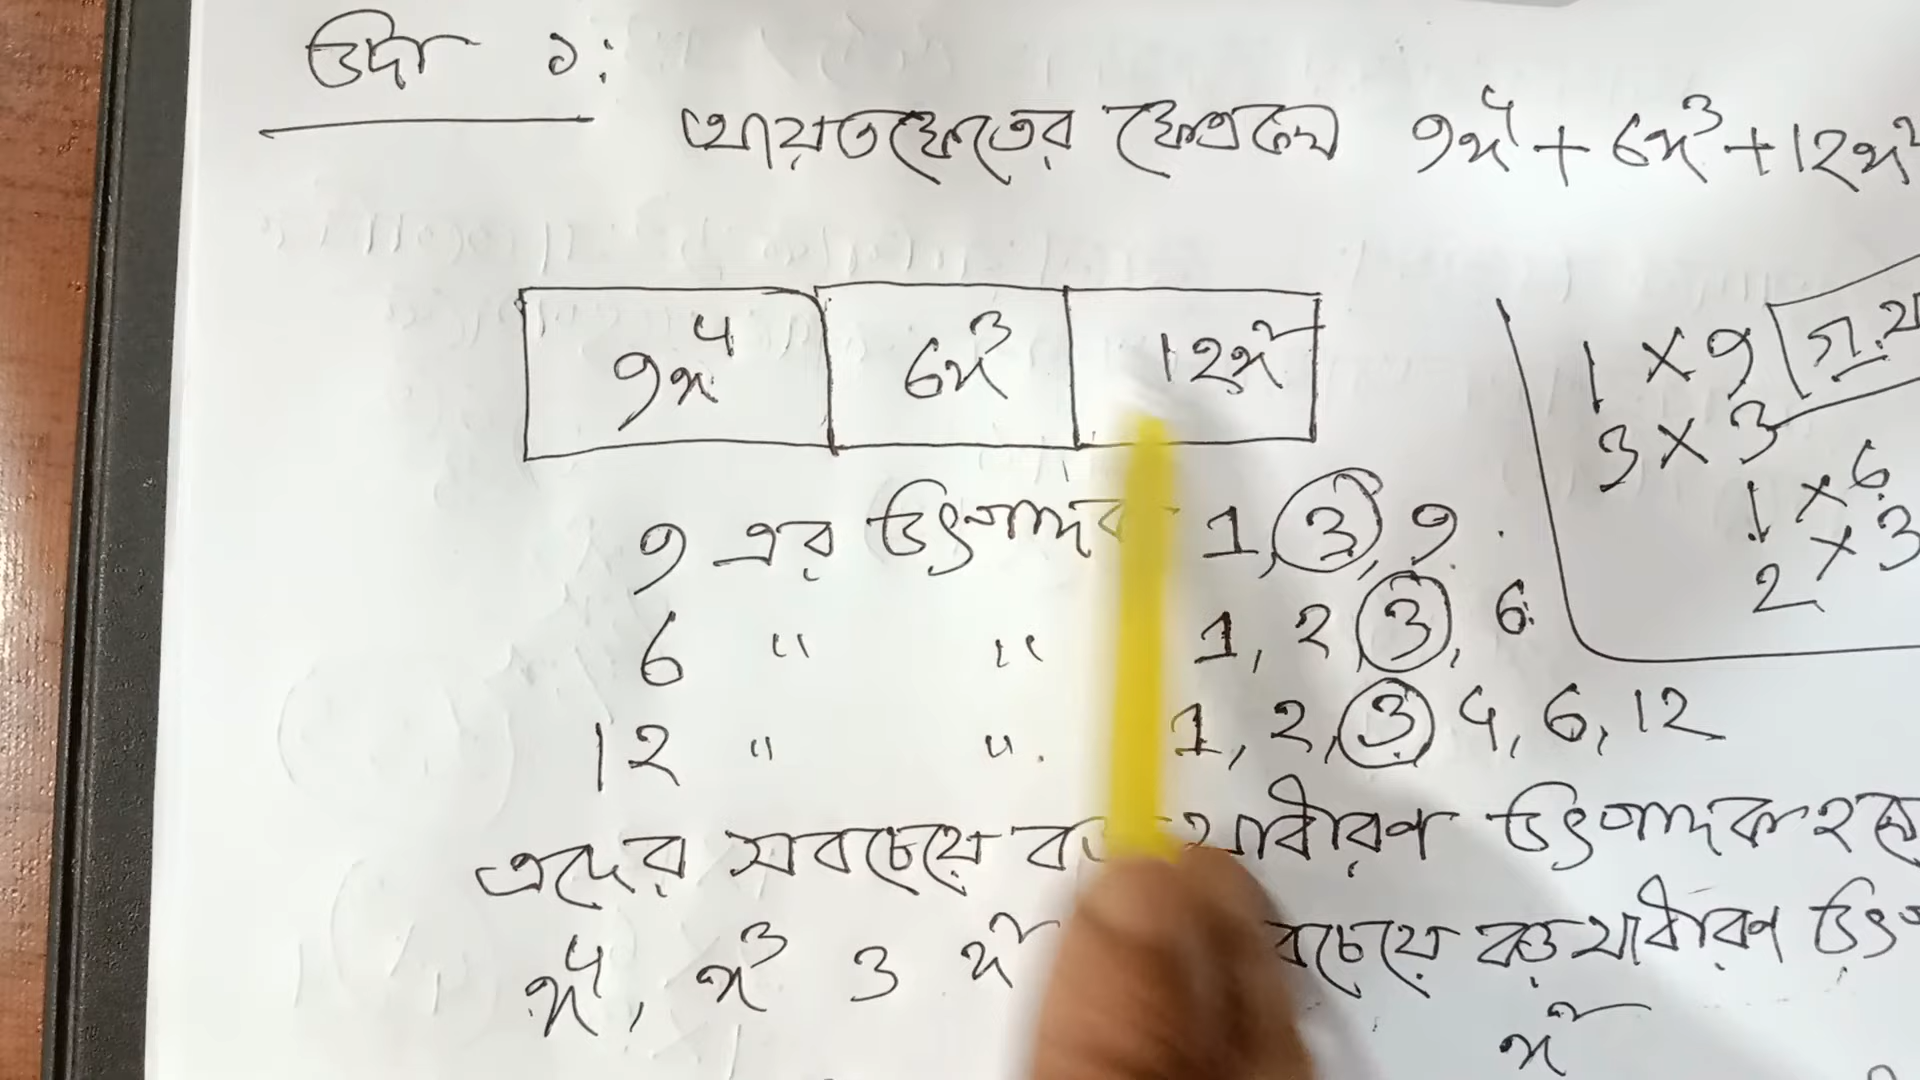 উদা ১:
আয়তক্ষেত্রের ক্ষেত্রফল 9x⁴ + 6x³ + 12x²
9x⁴ 6x³ 12x²
1 × 9
3 × 3
1 × 6
2 × 3
9 এর উৎপাদক 1, 3, 9
6 " " 1, 2, 3, 6
12 " " 1, 2, 3, 4, 6, 12
এদের সবচেয়ে বড় সাধারণ উৎপাদক হল
x⁴, x³ ও x² সবচেয়ে বড় সাধারণ
x²